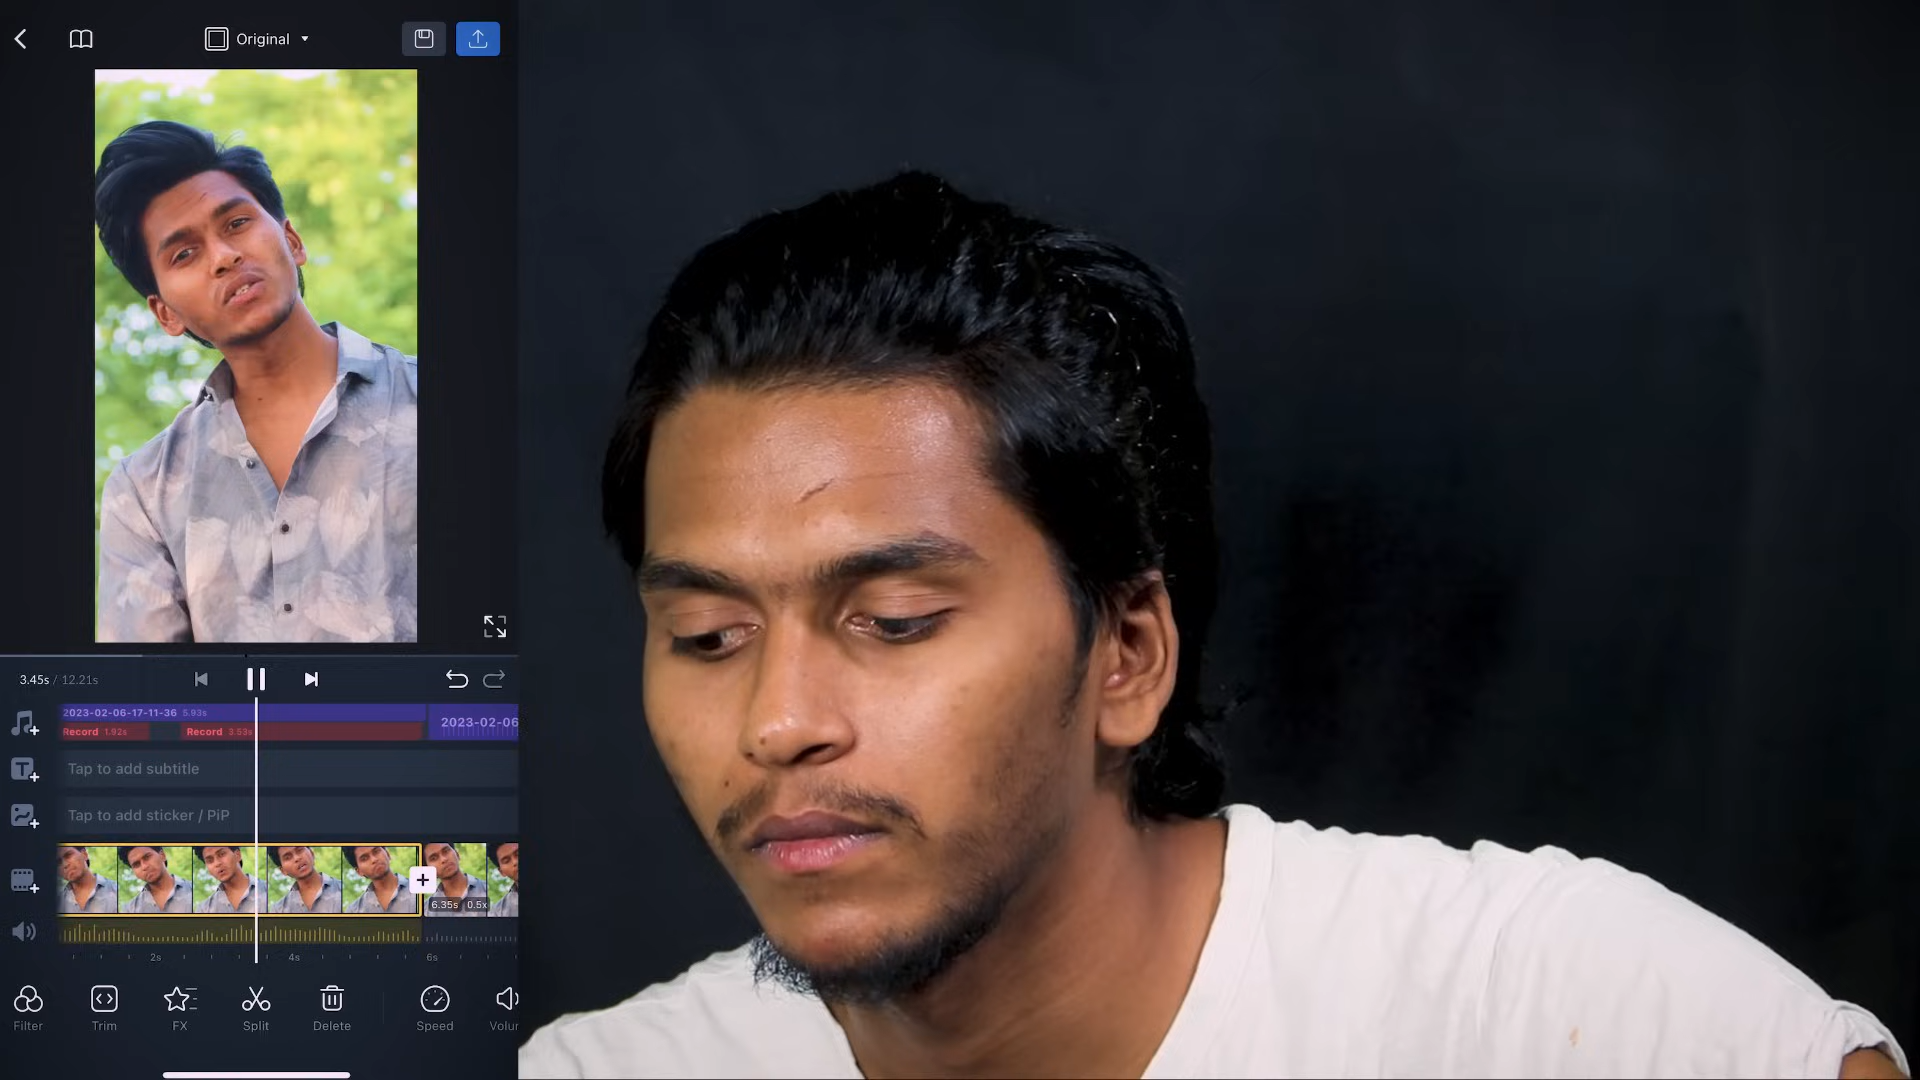 Original
3.45s / 12.21s
2023-02-06-17-11-36 5.93s
2023-02-06
Record 1.92s
Record 3.53s
Tap to add subtitle
Tap to add sticker / PiP
6.35s 0.5x
2s 4s 6s
Filter Trim FX Split Delete Speed Volur